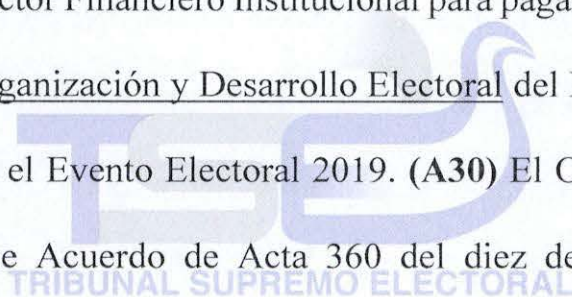 ctor Financiero Institucional para paga
ganización y Desarrollo Electoral del
el Evento Electoral 2019. (A30) El
e Acuerdo de Acta 360 del diez de
TRIBUNAL SUPREMO ELECTORAL